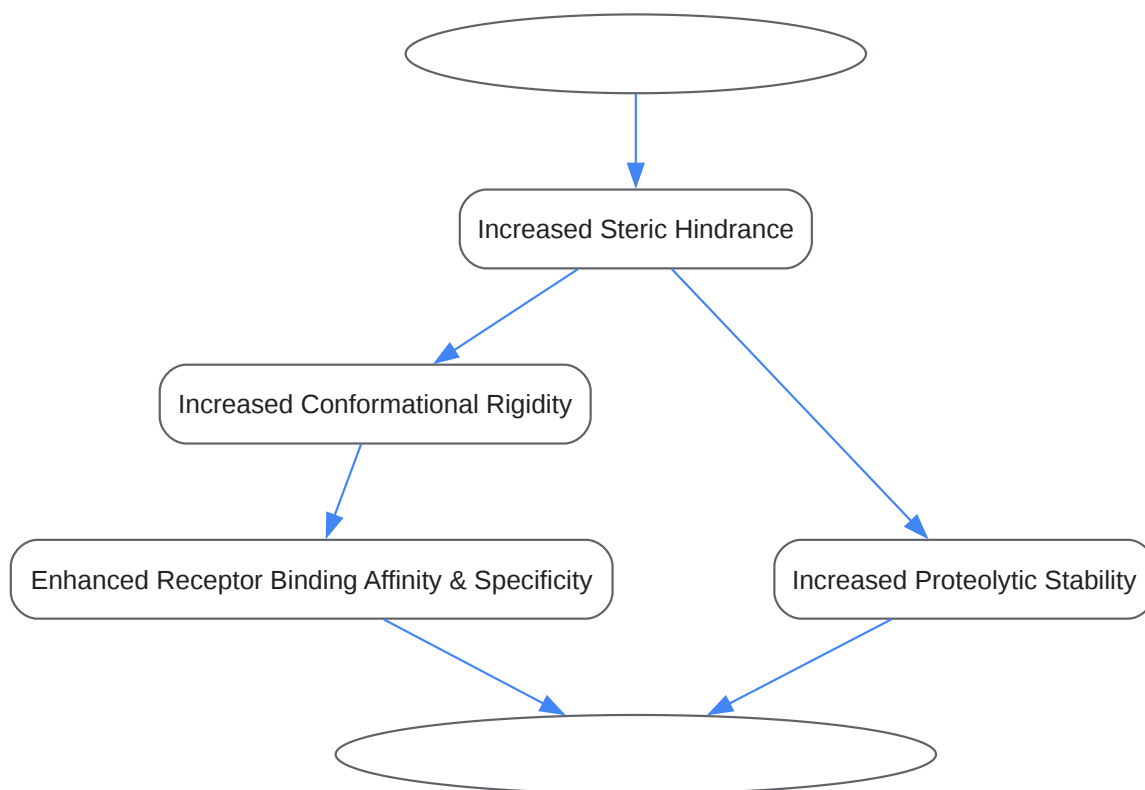 Increased Steric Hindrance
Increased Conformational Rigidity
Enhanced Receptor Binding Affinity & Specificity
Increased Proteolytic Stability